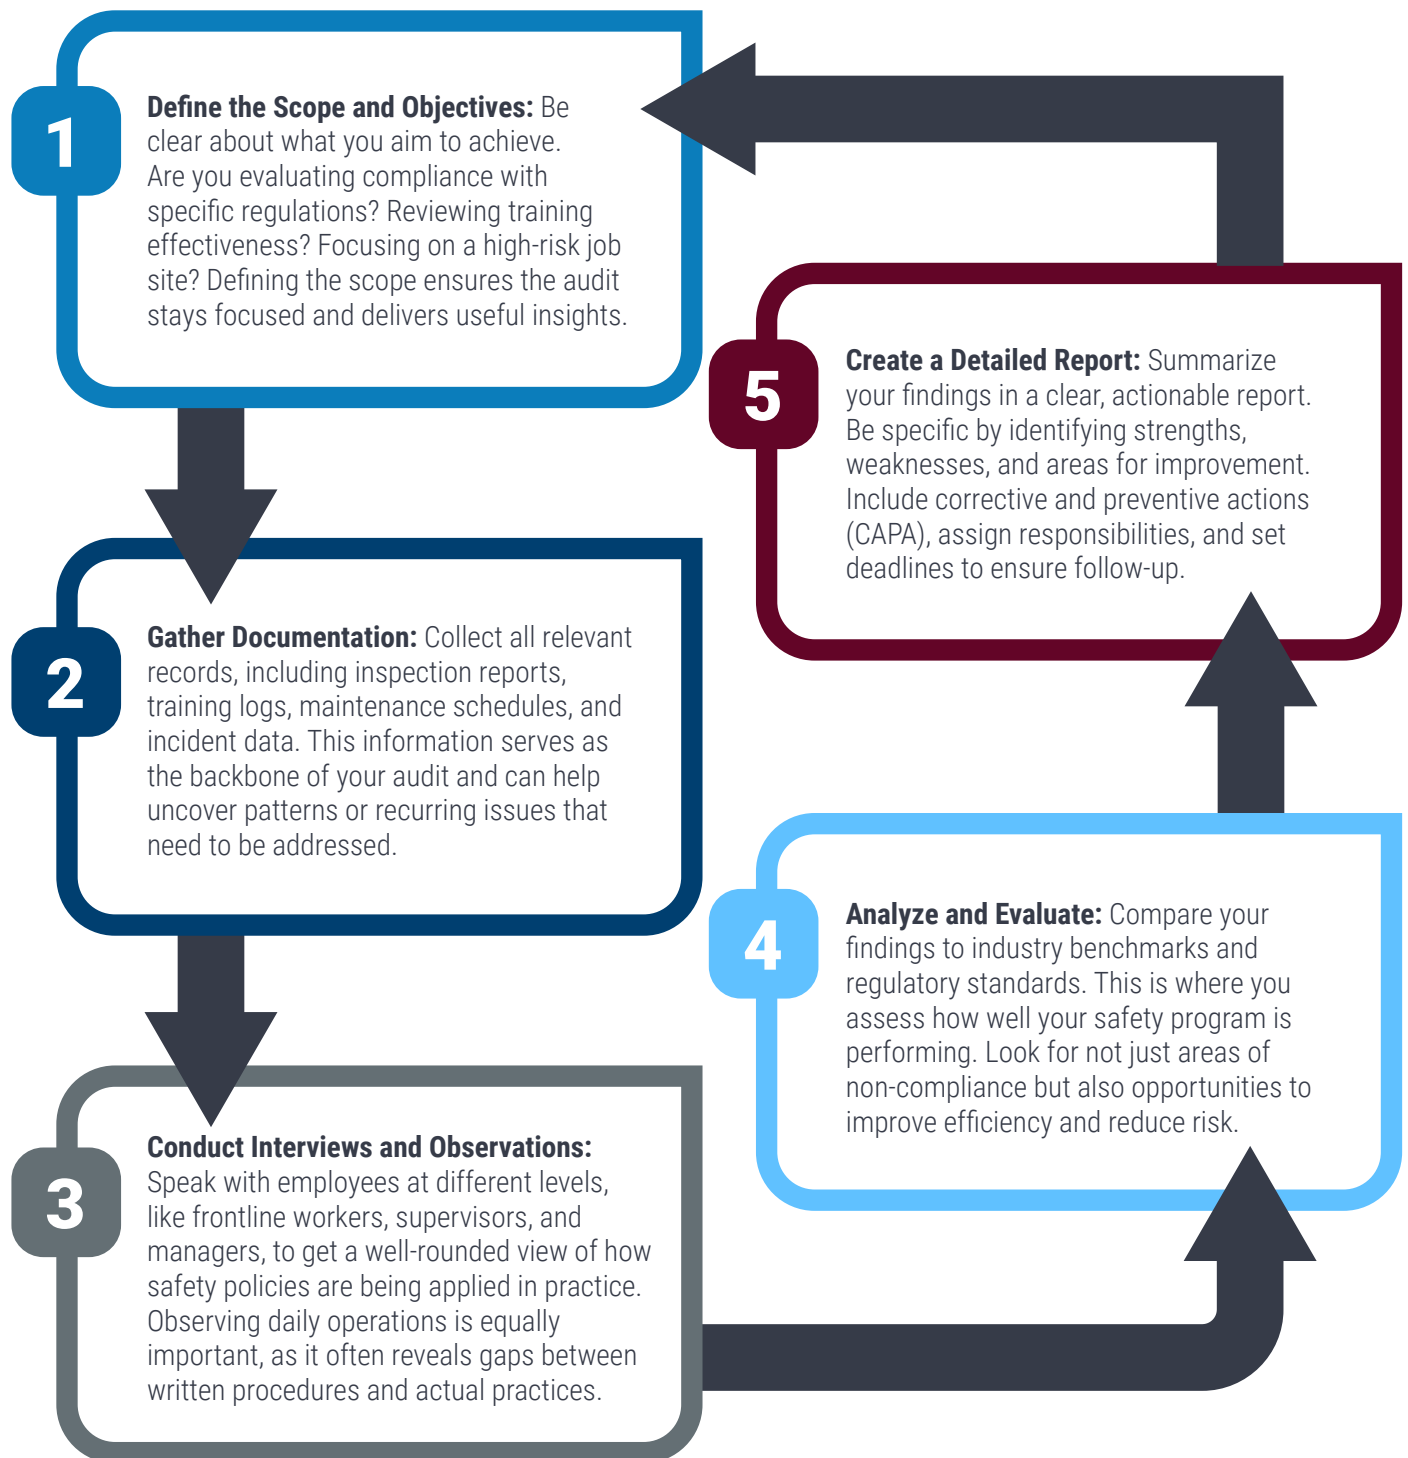 1
Define the Scope and Objectives: Be
clear about what you aim to achieve.
Are you evaluating compliance with
specific regulations? Reviewing training
effectiveness? Focusing on a high-risk job
site? Defining the scope ensures the audit
stays focused and delivers useful insights.
2
Gather Documentation: Collect all relevant
records, including inspection reports,
training logs, maintenance schedules, and
incident data. This information serves as
the backbone of your audit and can help
uncover patterns or recurring issues that
need to be addressed.
3
Conduct Interviews and Observations:
Speak with employees at different levels,
like frontline workers, supervisors, and
managers, to get a well-rounded view of how
safety policies are being applied in practice.
Observing daily operations is equally
important, as it often reveals gaps between
written procedures and actual practices.
4
Analyze and Evaluate: Compare your
findings to industry benchmarks and
regulatory standards. This is where you
assess how well your safety program is
performing. Look for not just areas of
non-compliance but also opportunities to
improve efficiency and reduce risk.
5
Create a Detailed Report: Summarize
your findings in a clear, actionable report.
Be specific by identifying strengths,
weaknesses, and areas for improvement.
Include corrective and preventive actions
(CAPA), assign responsibilities, and set
deadlines to ensure follow-up.